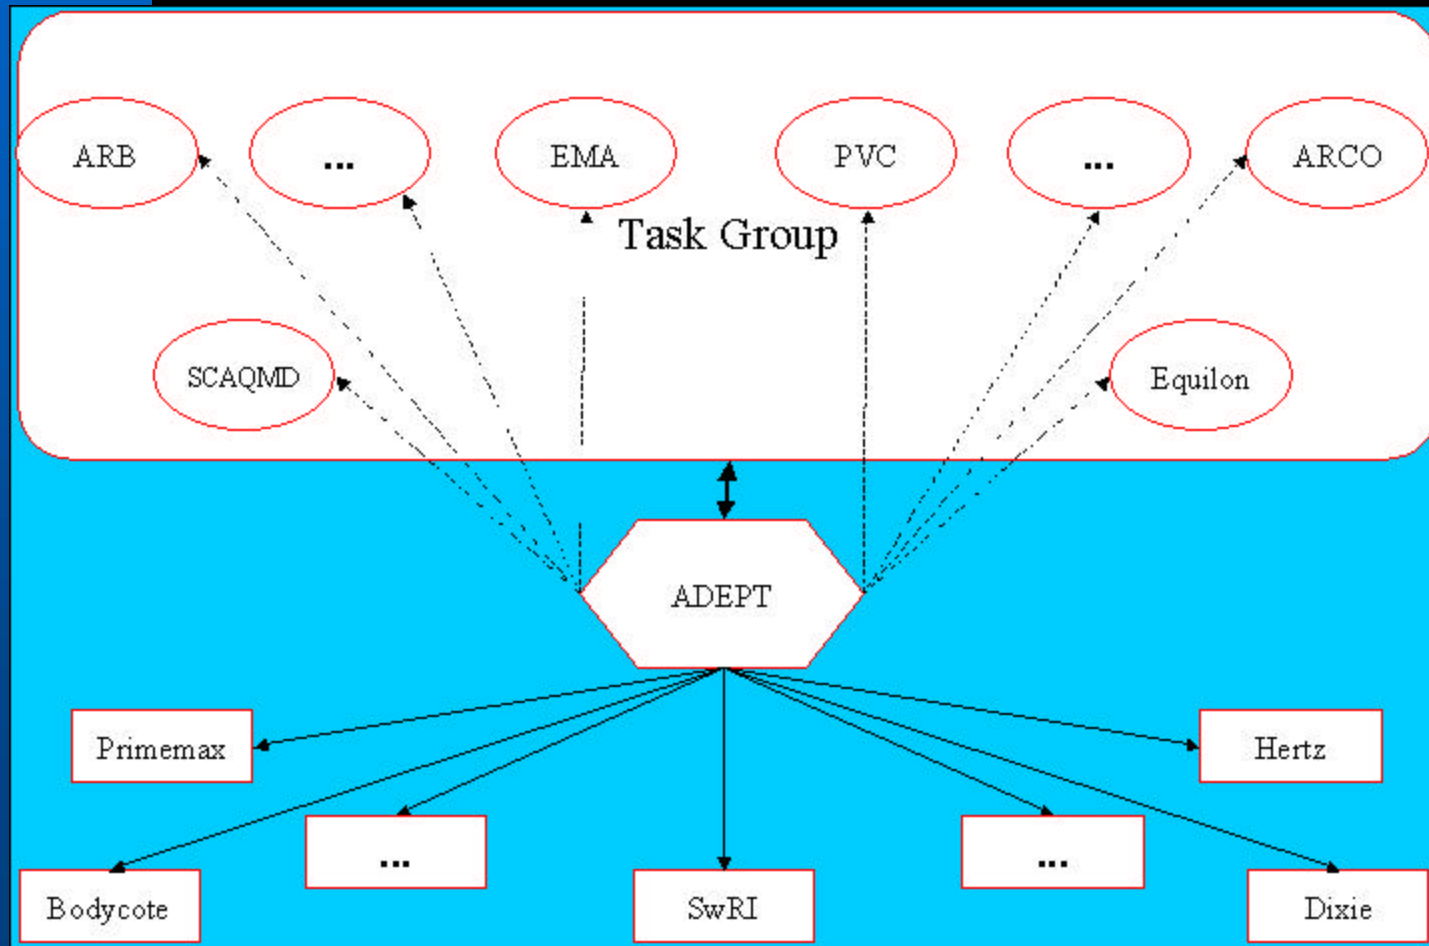 ARB
...
EMA
PVC
...
ARCO
Task Group
SCAQMD
Equilon
ADEPT
Primemax
Hertz
...
...
Bodycote
SwRI
Dixie